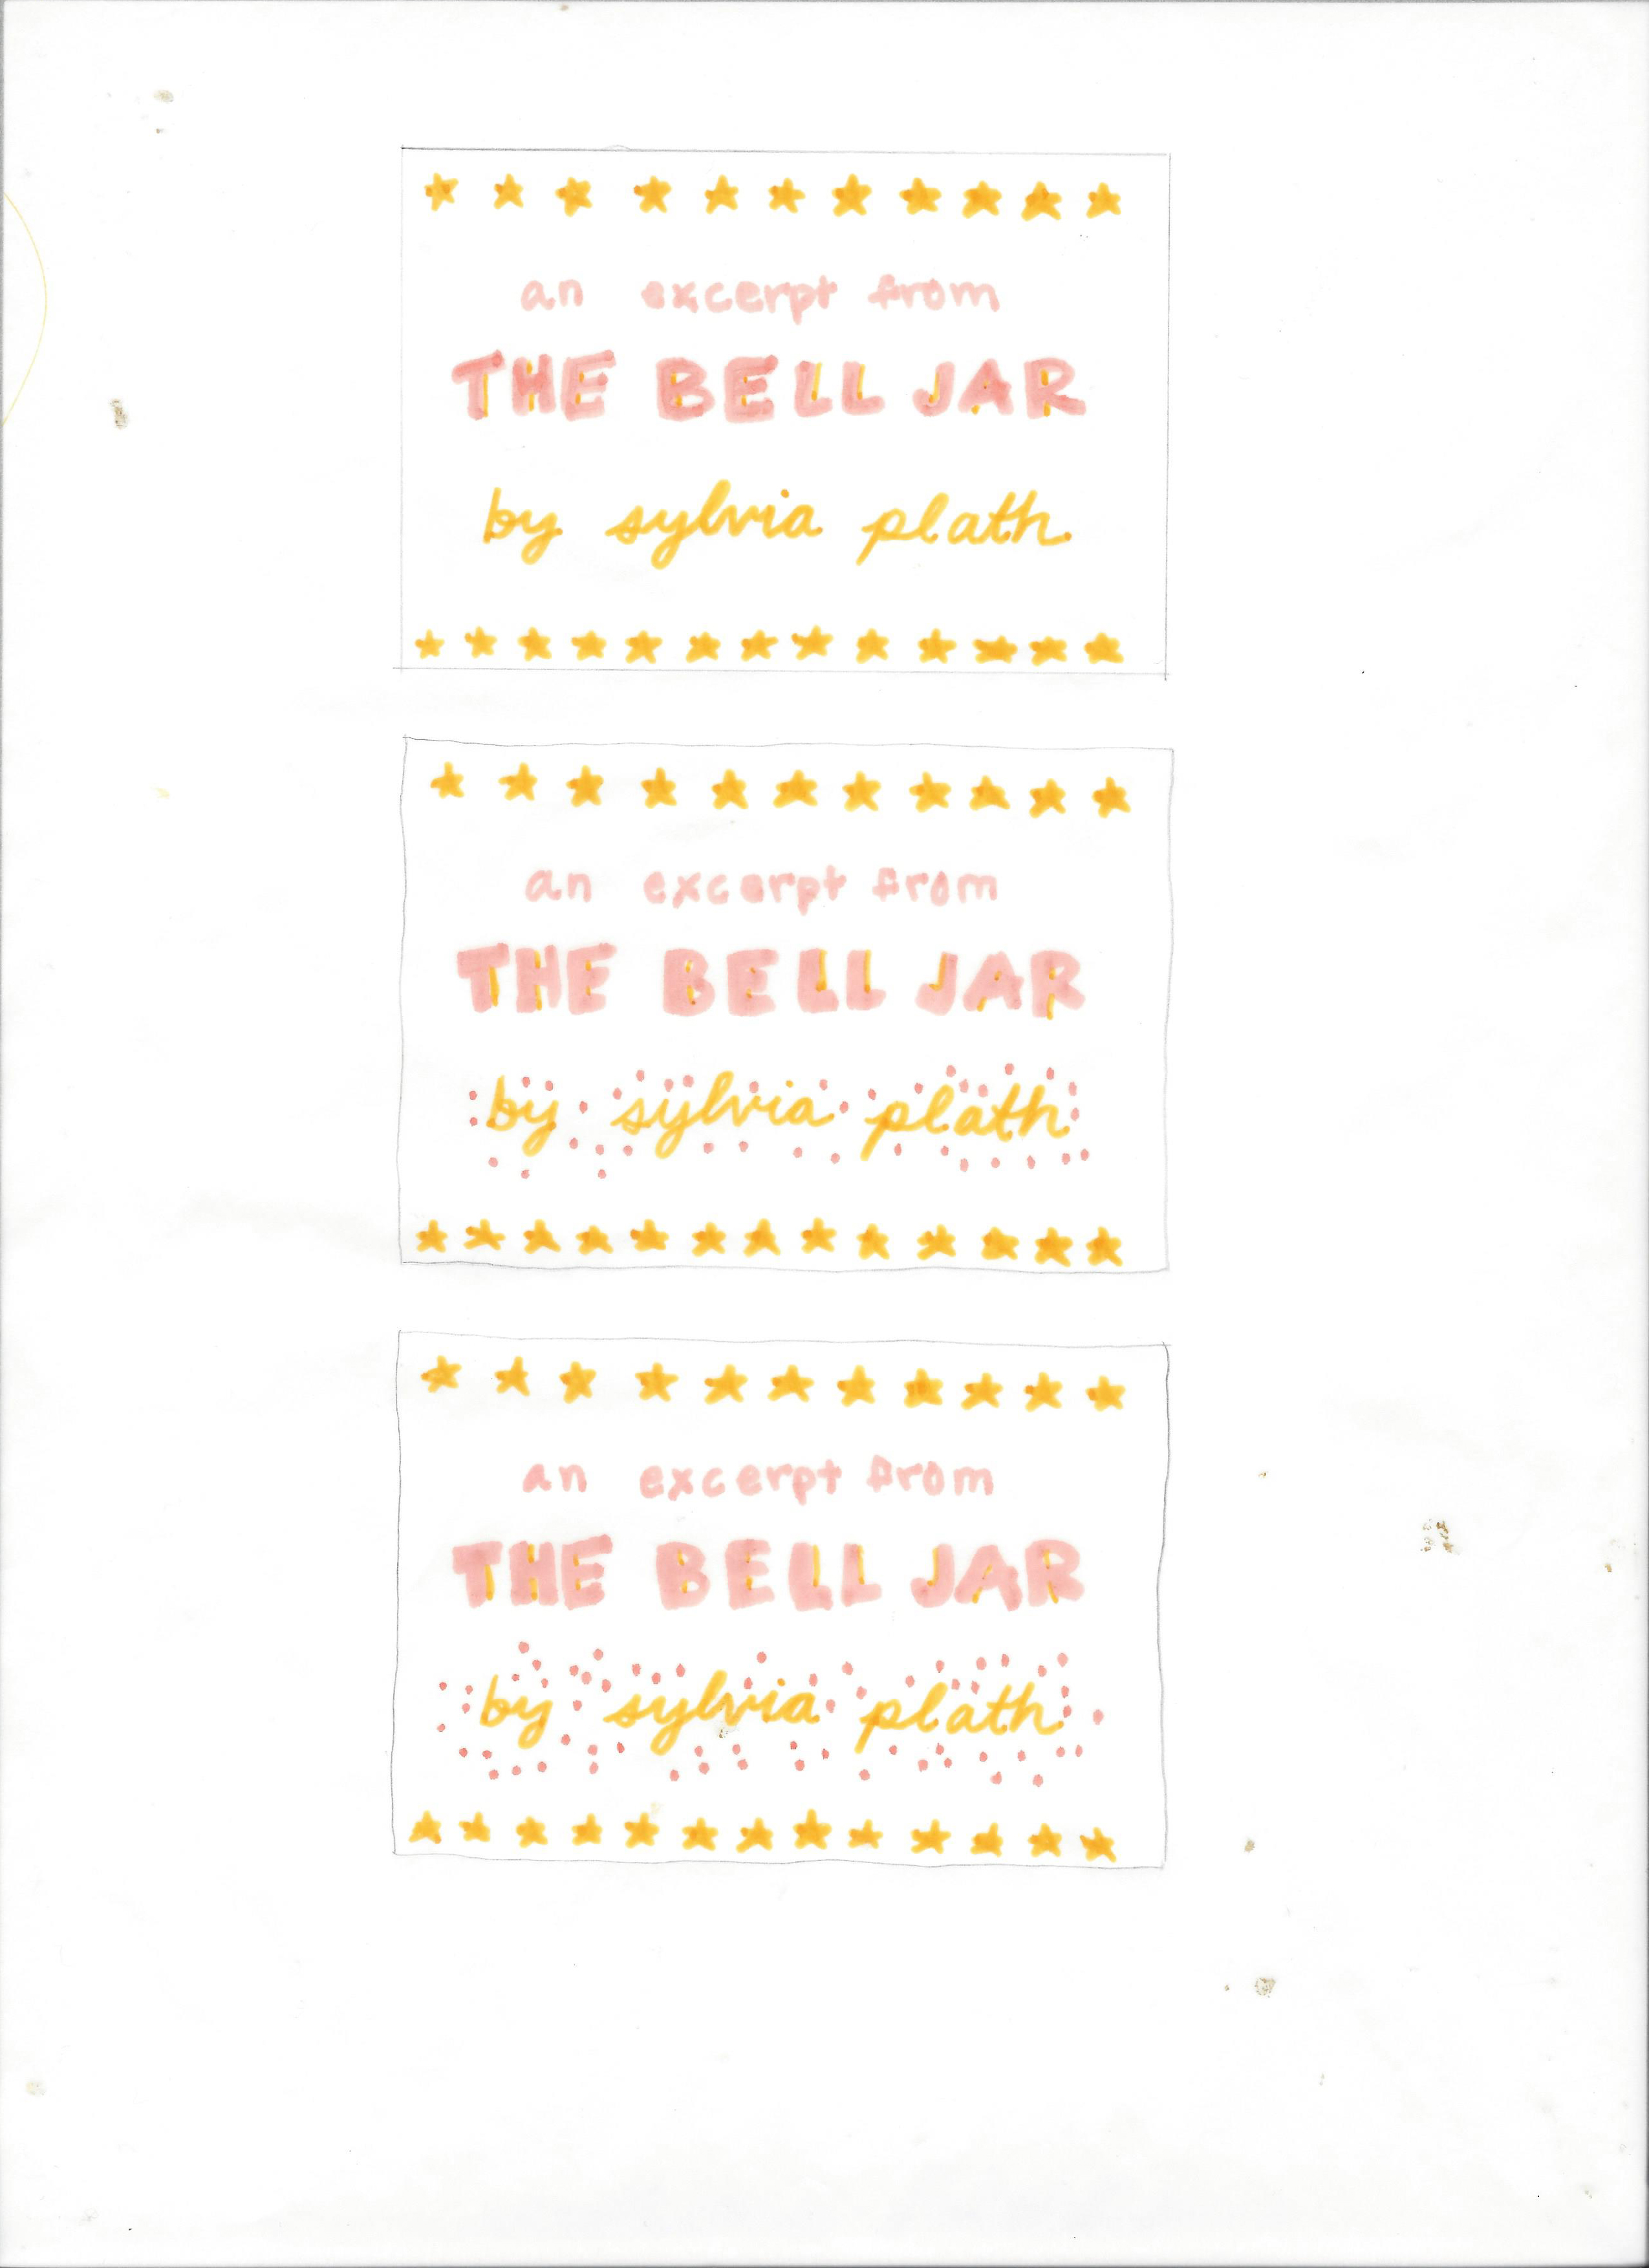 an excerpt from
THE BELL JAR
by sylvia plath
an excerpt from
THE BELL JAR
by sylvia plath
an excerpt from
THE BELL JAR
by sylvia plath